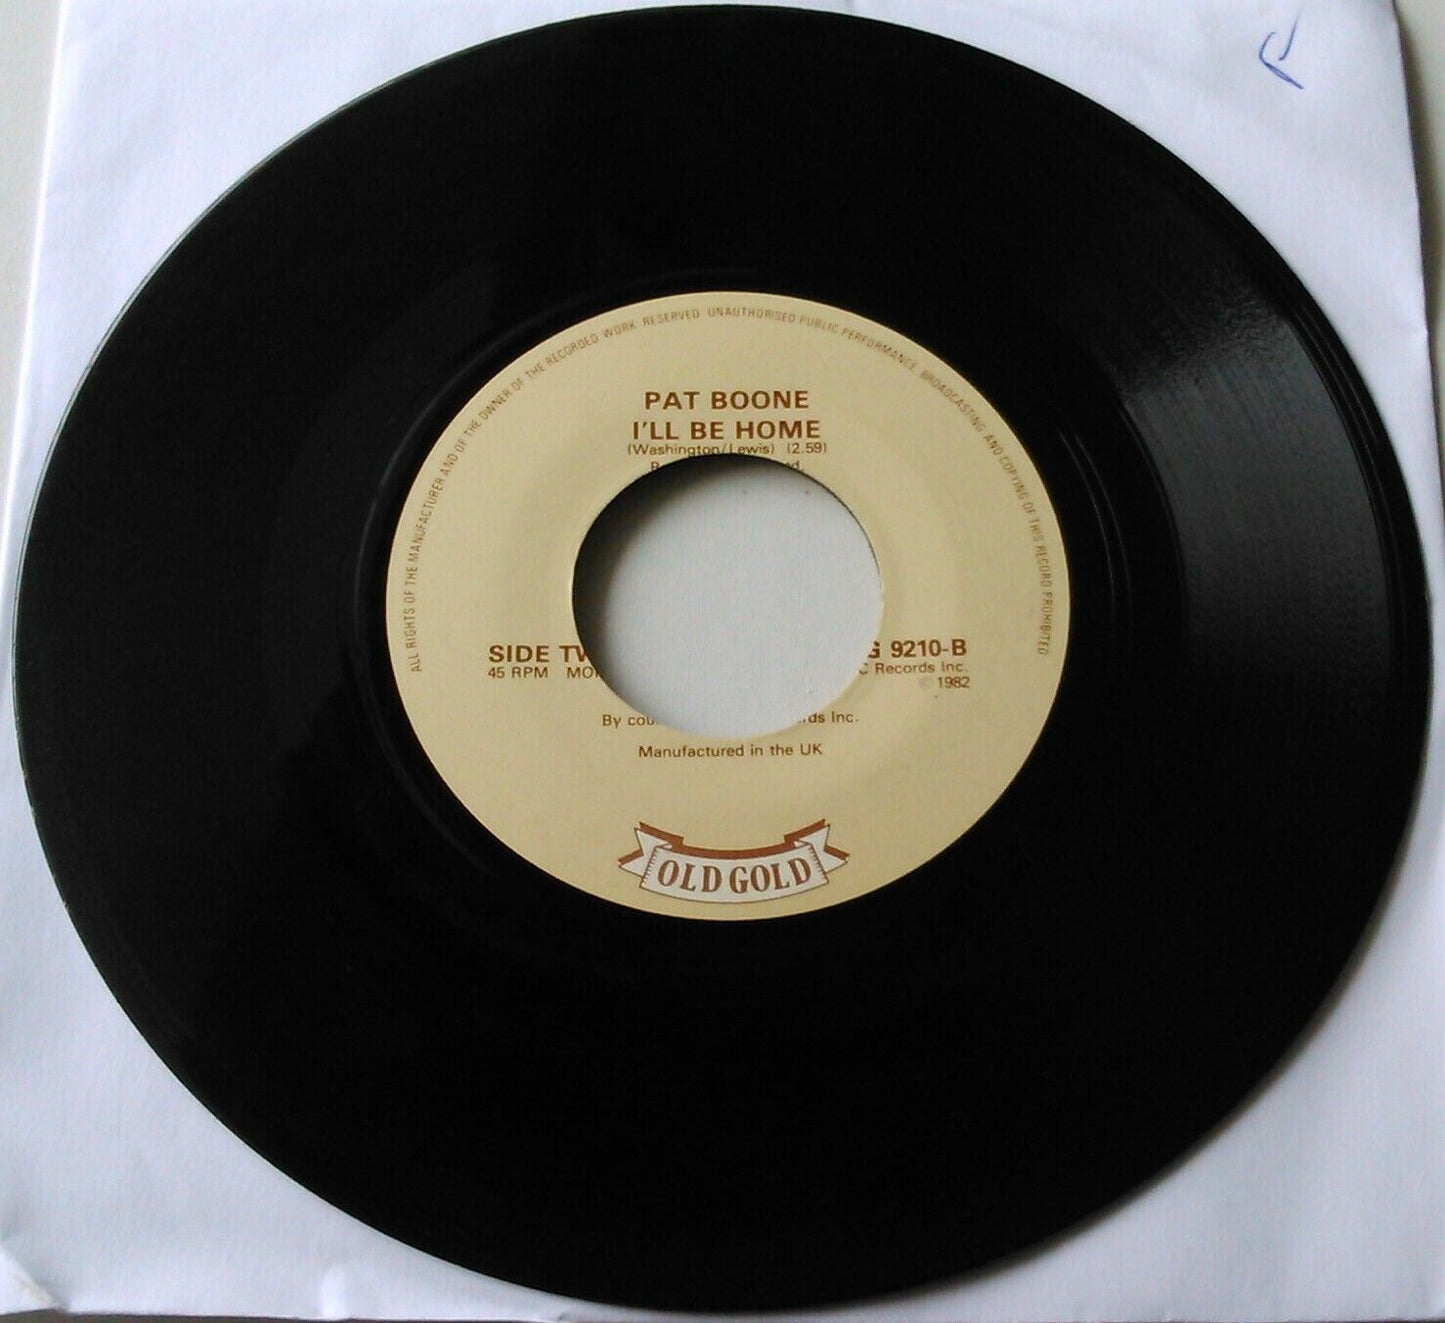 ALL RIGHTS OF THE MANUFACTURER AND OF THE OWNER OF THE RECORDED WORK RESERVED. UNAUTHORISED PUBLIC PERFORMANCE, BROADCASTING AND COPYING OF THIS RECORD PROHIBITED
PAT BOONE
I'LL BE HOME
(Washington/Lewis) (2.59)
SIDE 9210-B
45 RPM Records Inc.
1982
By Inc.
Manufactured in the UK
OLD GOLD